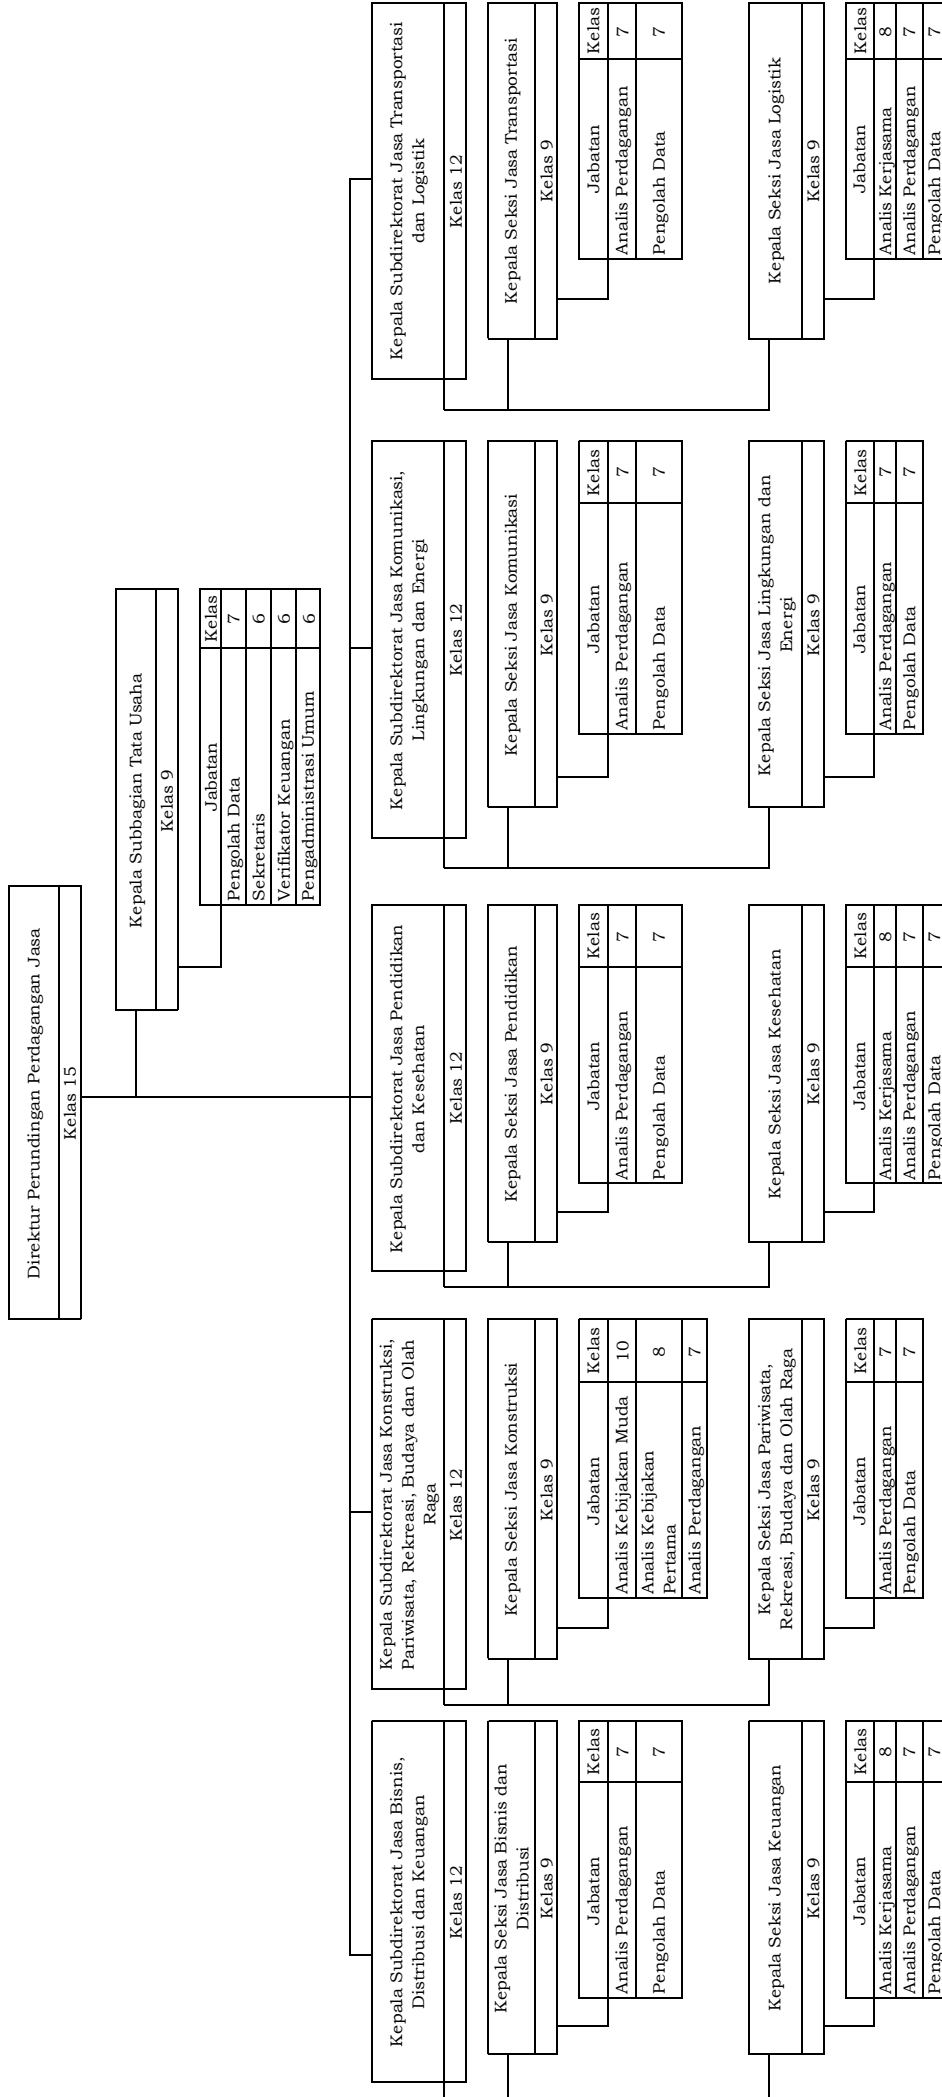 Direktur Perundingan Perdagangan Jasa
Kelas 15
Kepala Subbagian Tata Usaha
Kelas 9
Jabatan Kelas
Pengolah Data 7
Sekretaris 6
Verifikator Keuangan 6
Pengadministrasi Umum 6
Kepala Subdirektorat Jasa Bisnis,
Distribusi dan Keuangan
Kelas 12
Kepala Seksi Jasa Bisnis dan
Distribusi
Kelas 9
Jabatan Kelas
Analis Perdagangan 7
Pengolah Data 7
Kepala Seksi Jasa Keuangan
Kelas 9
Jabatan Kelas
Analis Kerjasama 8
Analis Perdagangan 7
Pengolah Data 7
Kepala Subdirektorat Jasa Konstruksi,
Pariwisata, Rekreasi, Budaya dan Olah
Raga
Kelas 12
Kepala Seksi Jasa Konstruksi
Kelas 9
Jabatan Kelas
Analis Kebijakan Muda 10
Analis Kebijakan
Pertama 8
Analis Perdagangan 7
Kepala Seksi Jasa Pariwisata,
Rekreasi, Budaya dan Olah Raga
Kelas 9
Jabatan Kelas
Analis Perdagangan 7
Pengolah Data 7
Kepala Subdirektorat Jasa Pendidikan
dan Kesehatan
Kelas 12
Kepala Seksi Jasa Pendidikan
Kelas 9
Jabatan Kelas
Analis Perdagangan 7
Pengolah Data 7
Kepala Seksi Jasa Kesehatan
Kelas 9
Jabatan Kelas
Analis Kerjasama 8
Analis Perdagangan 7
Pengolah Data 7
Kepala Subdirektorat Jasa Komunikasi,
Lingkungan dan Energi
Kelas 12
Kepala Seksi Jasa Komunikasi
Kelas 9
Jabatan Kelas
Analis Perdagangan 7
Pengolah Data 7
Kepala Seksi Jasa Lingkungan dan
Energi
Kelas 9
Jabatan Kelas
Analis Perdagangan 7
Pengolah Data 7
Kepala Subdirektorat Jasa Transportasi
dan Logistik
Kelas 12
Kepala Seksi Jasa Transportasi
Kelas 9
Jabatan Kelas
Analis Perdagangan 7
Pengolah Data 7
Kepala Seksi Jasa Logistik
Kelas 9
Jabatan Kelas
Analis Kerjasama 8
Analis Perdagangan 7
Pengolah Data 7